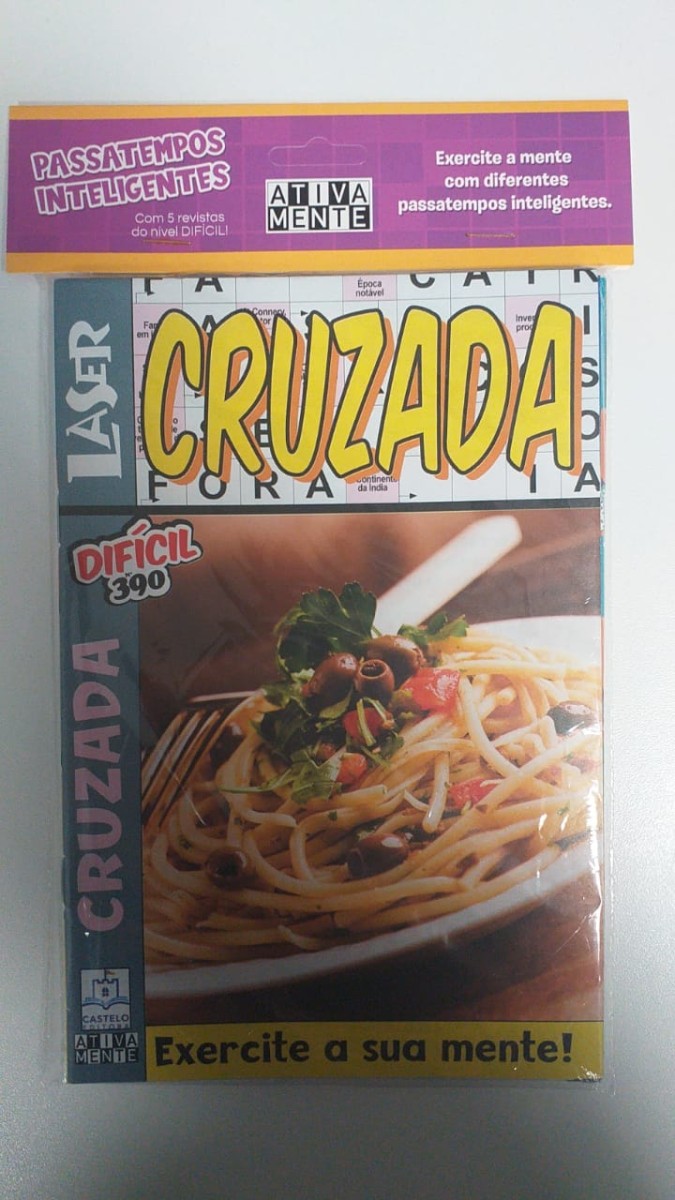 PASSATEMPOS
INTELIGENTES
Com 5 revistas
do nível DIFÍCIL!
ATIVA
MENTE
Exercite a mente
com diferentes
passatempos inteligentes.
F A C A I R
Época
notável
Connery,
LASER
CRUZADA
F O R A I A
Continente
da Índia
DIFÍCIL
390
CRUZADA
CASTELO
EDITORA
ATIVA
MENTE
Exercite a sua mente!